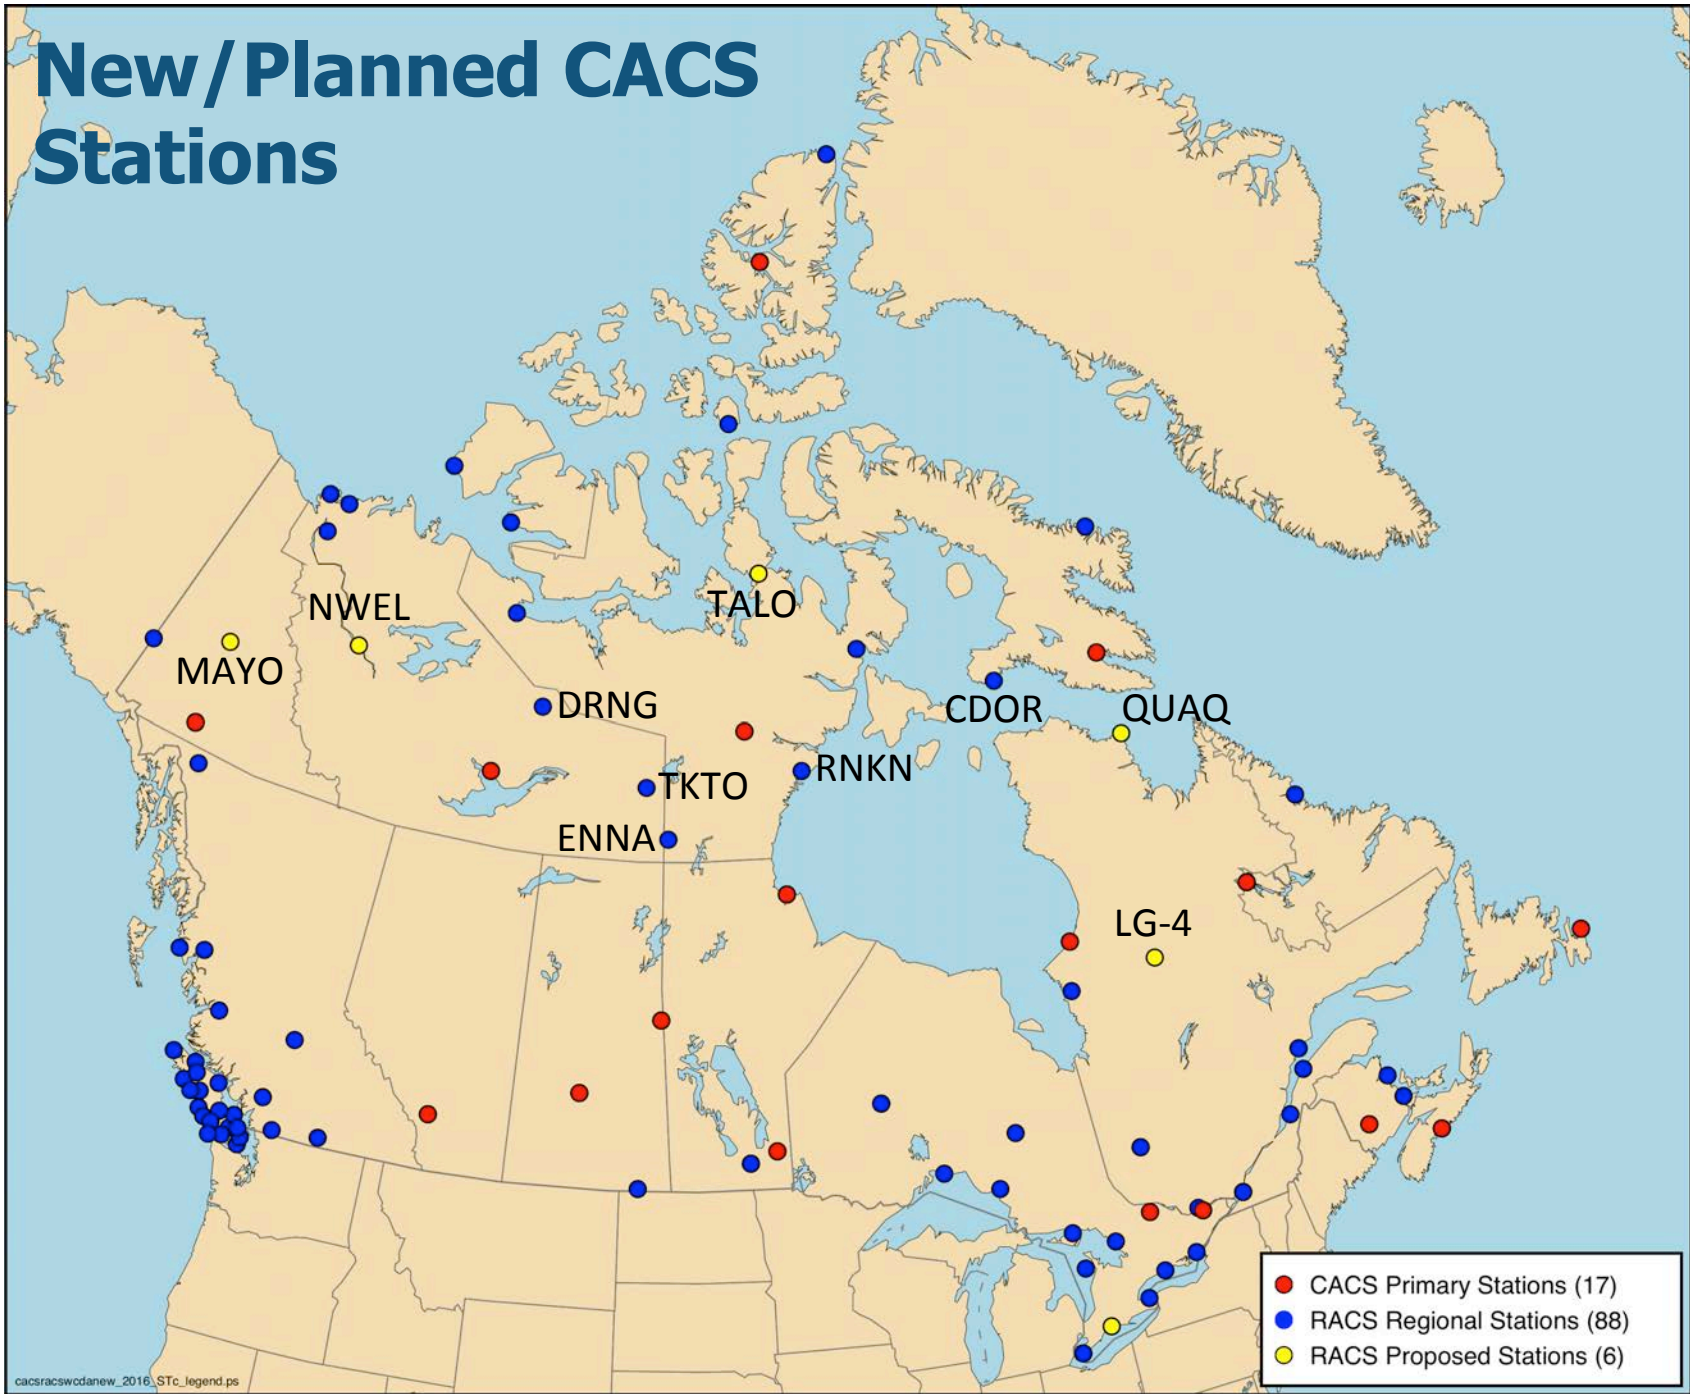 New/Planned CACS
Stations
NWEL
TALO
MAYO
DRNG
CDOR
QUAQ
RNKN
TKTO
ENNA
LG-4
CACS Primary Stations (17)
RACS Regional Stations (88)
RACS Proposed Stations (6)
cacsracswcdanew_2016_STc_legend.ps